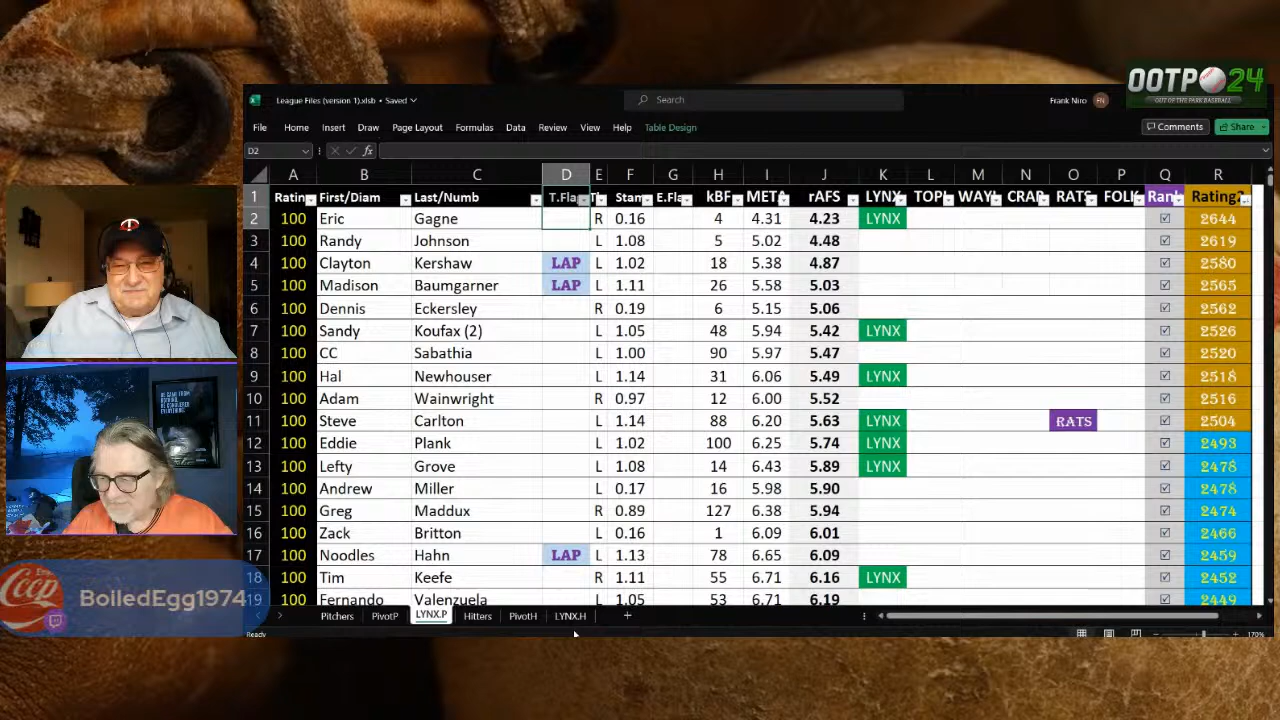 OOTP 24
OUT OF THE PARK BASEBALL
League Files (version 1).xlsb • Saved
Search
Frank Niro FN
File Home Insert Draw Page Layout Formulas Data Review View Help Table Design
Comments Share
D2 fx
A B C D E F G H I J K L M N O P Q R
1 Ratin First/Diam Last/Numb T.Fla Stam E.Fla kBF META rAFS LYNX TOPI WAYI CRAP RATS FOLK Ran Rating
2 100 Eric Gagne R 0.16 4 4.31 4.23 LYNX 2644
3 100 Randy Johnson L 1.08 5 5.02 4.48 2619
4 100 Clayton Kershaw LAP L 1.02 18 5.38 4.87 2580
5 100 Madison Baumgarner LAP L 1.11 26 5.58 5.03 2565
6 100 Dennis Eckersley R 0.19 6 5.15 5.06 2562
7 100 Sandy Koufax (2) L 1.05 48 5.94 5.42 LYNX 2526
8 100 CC Sabathia L 1.00 90 5.97 5.47 2520
9 100 Hal Newhouser L 1.14 31 6.06 5.49 LYNX 2518
10 100 Adam Wainwright R 0.97 12 6.00 5.52 2516
11 100 Steve Carlton L 1.14 88 6.20 5.63 LYNX RATS 2504
12 100 Eddie Plank L 1.02 100 6.25 5.74 LYNX 2493
13 100 Lefty Grove L 1.08 14 6.43 5.89 LYNX 2478
14 100 Andrew Miller L 0.17 16 5.98 5.90 2478
15 100 Greg Maddux R 0.89 127 6.38 5.94 2474
16 100 Zack Britton L 0.16 1 6.09 6.01 2466
17 100 Noodles Hahn LAP L 1.13 78 6.65 6.09 2459
18 100 Tim Keefe R 1.11 55 6.71 6.16 LYNX 2452
19 100 Fernando Valenzuela L 1.05 53 6.71 6.19 2449
Coop
BoiledEgg1974
Pitchers PivotP LYNX.P Hitters PivotH LYNX.H
Ready 170%